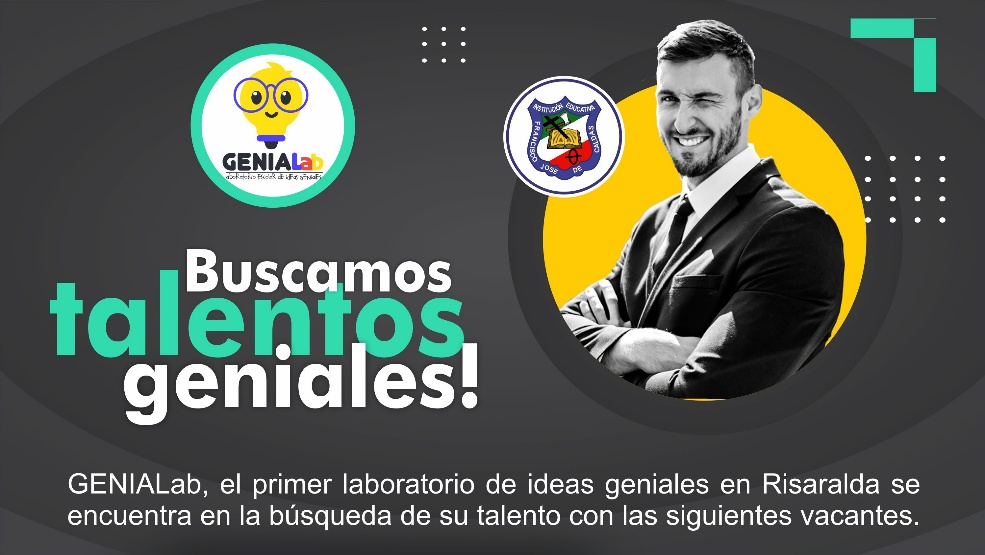 GENIALab
INSTITUCIÓN EDUCATIVA
FRANCISCO JOSÉ DE CALDAS
Buscamos
talentos
geniales!
GENIALab, el primer laboratorio de ideas geniales en Risaralda se
encuentra en la búsqueda de su talento con las siguientes vacantes.